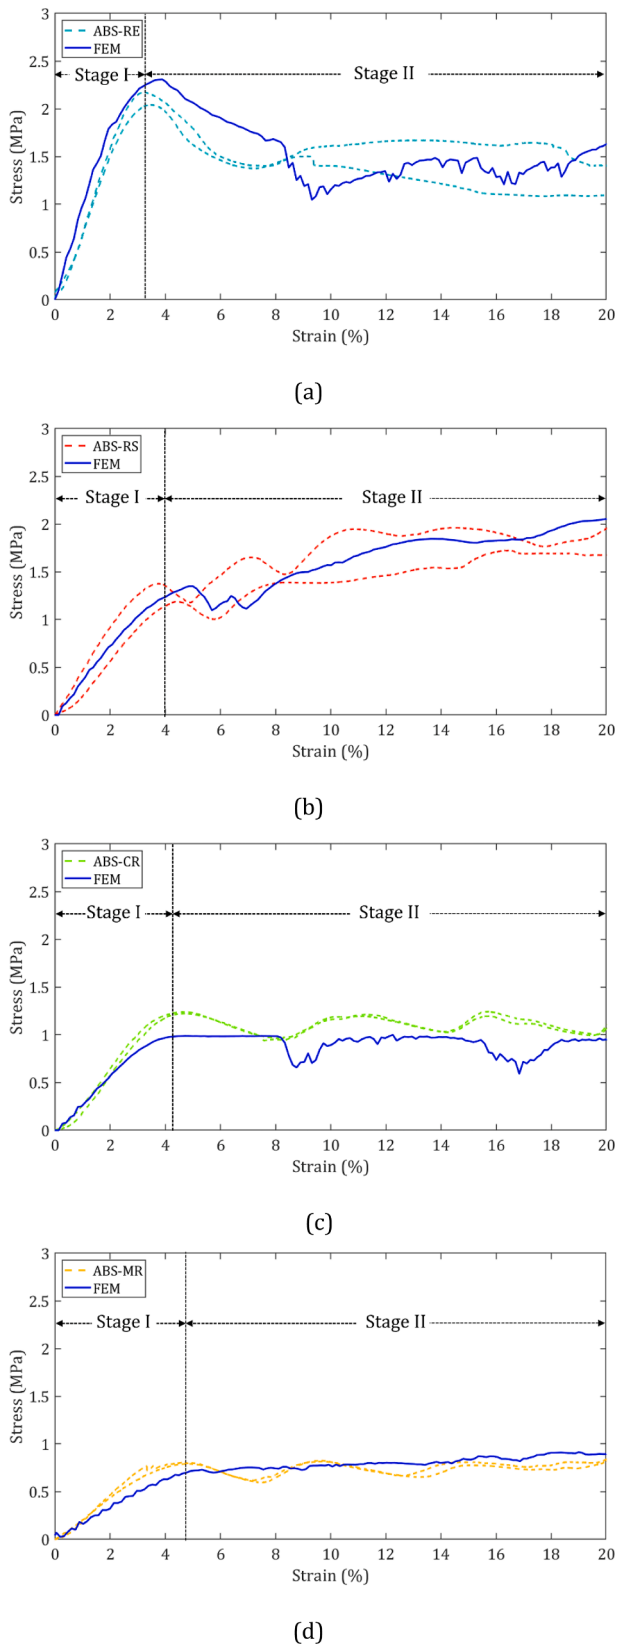 3
ABS-RE
FEM
2.5
Stage I
Stage II
2
1.5
1
0.5
0
Stress (MPa)
0 2 4 6 8 10 12 14 16 18 20
Strain (%)
(a)
3
ABS-RS
FEM
2.5
Stage I
Stage II
2
1.5
1
0.5
0
Stress (MPa)
0 2 4 6 8 10 12 14 16 18 20
Strain (%)
(b)
3
ABS-CR
FEM
2.5
Stage I
Stage II
2
1.5
1
0.5
0
Stress (MPa)
0 2 4 6 8 10 12 14 16 18 20
Strain (%)
(c)
3
ABS-MR
FEM
2.5
Stage I
Stage II
2
1.5
1
0.5
0
Stress (MPa)
0 2 4 6 8 10 12 14 16 18 20
Strain (%)
(d)